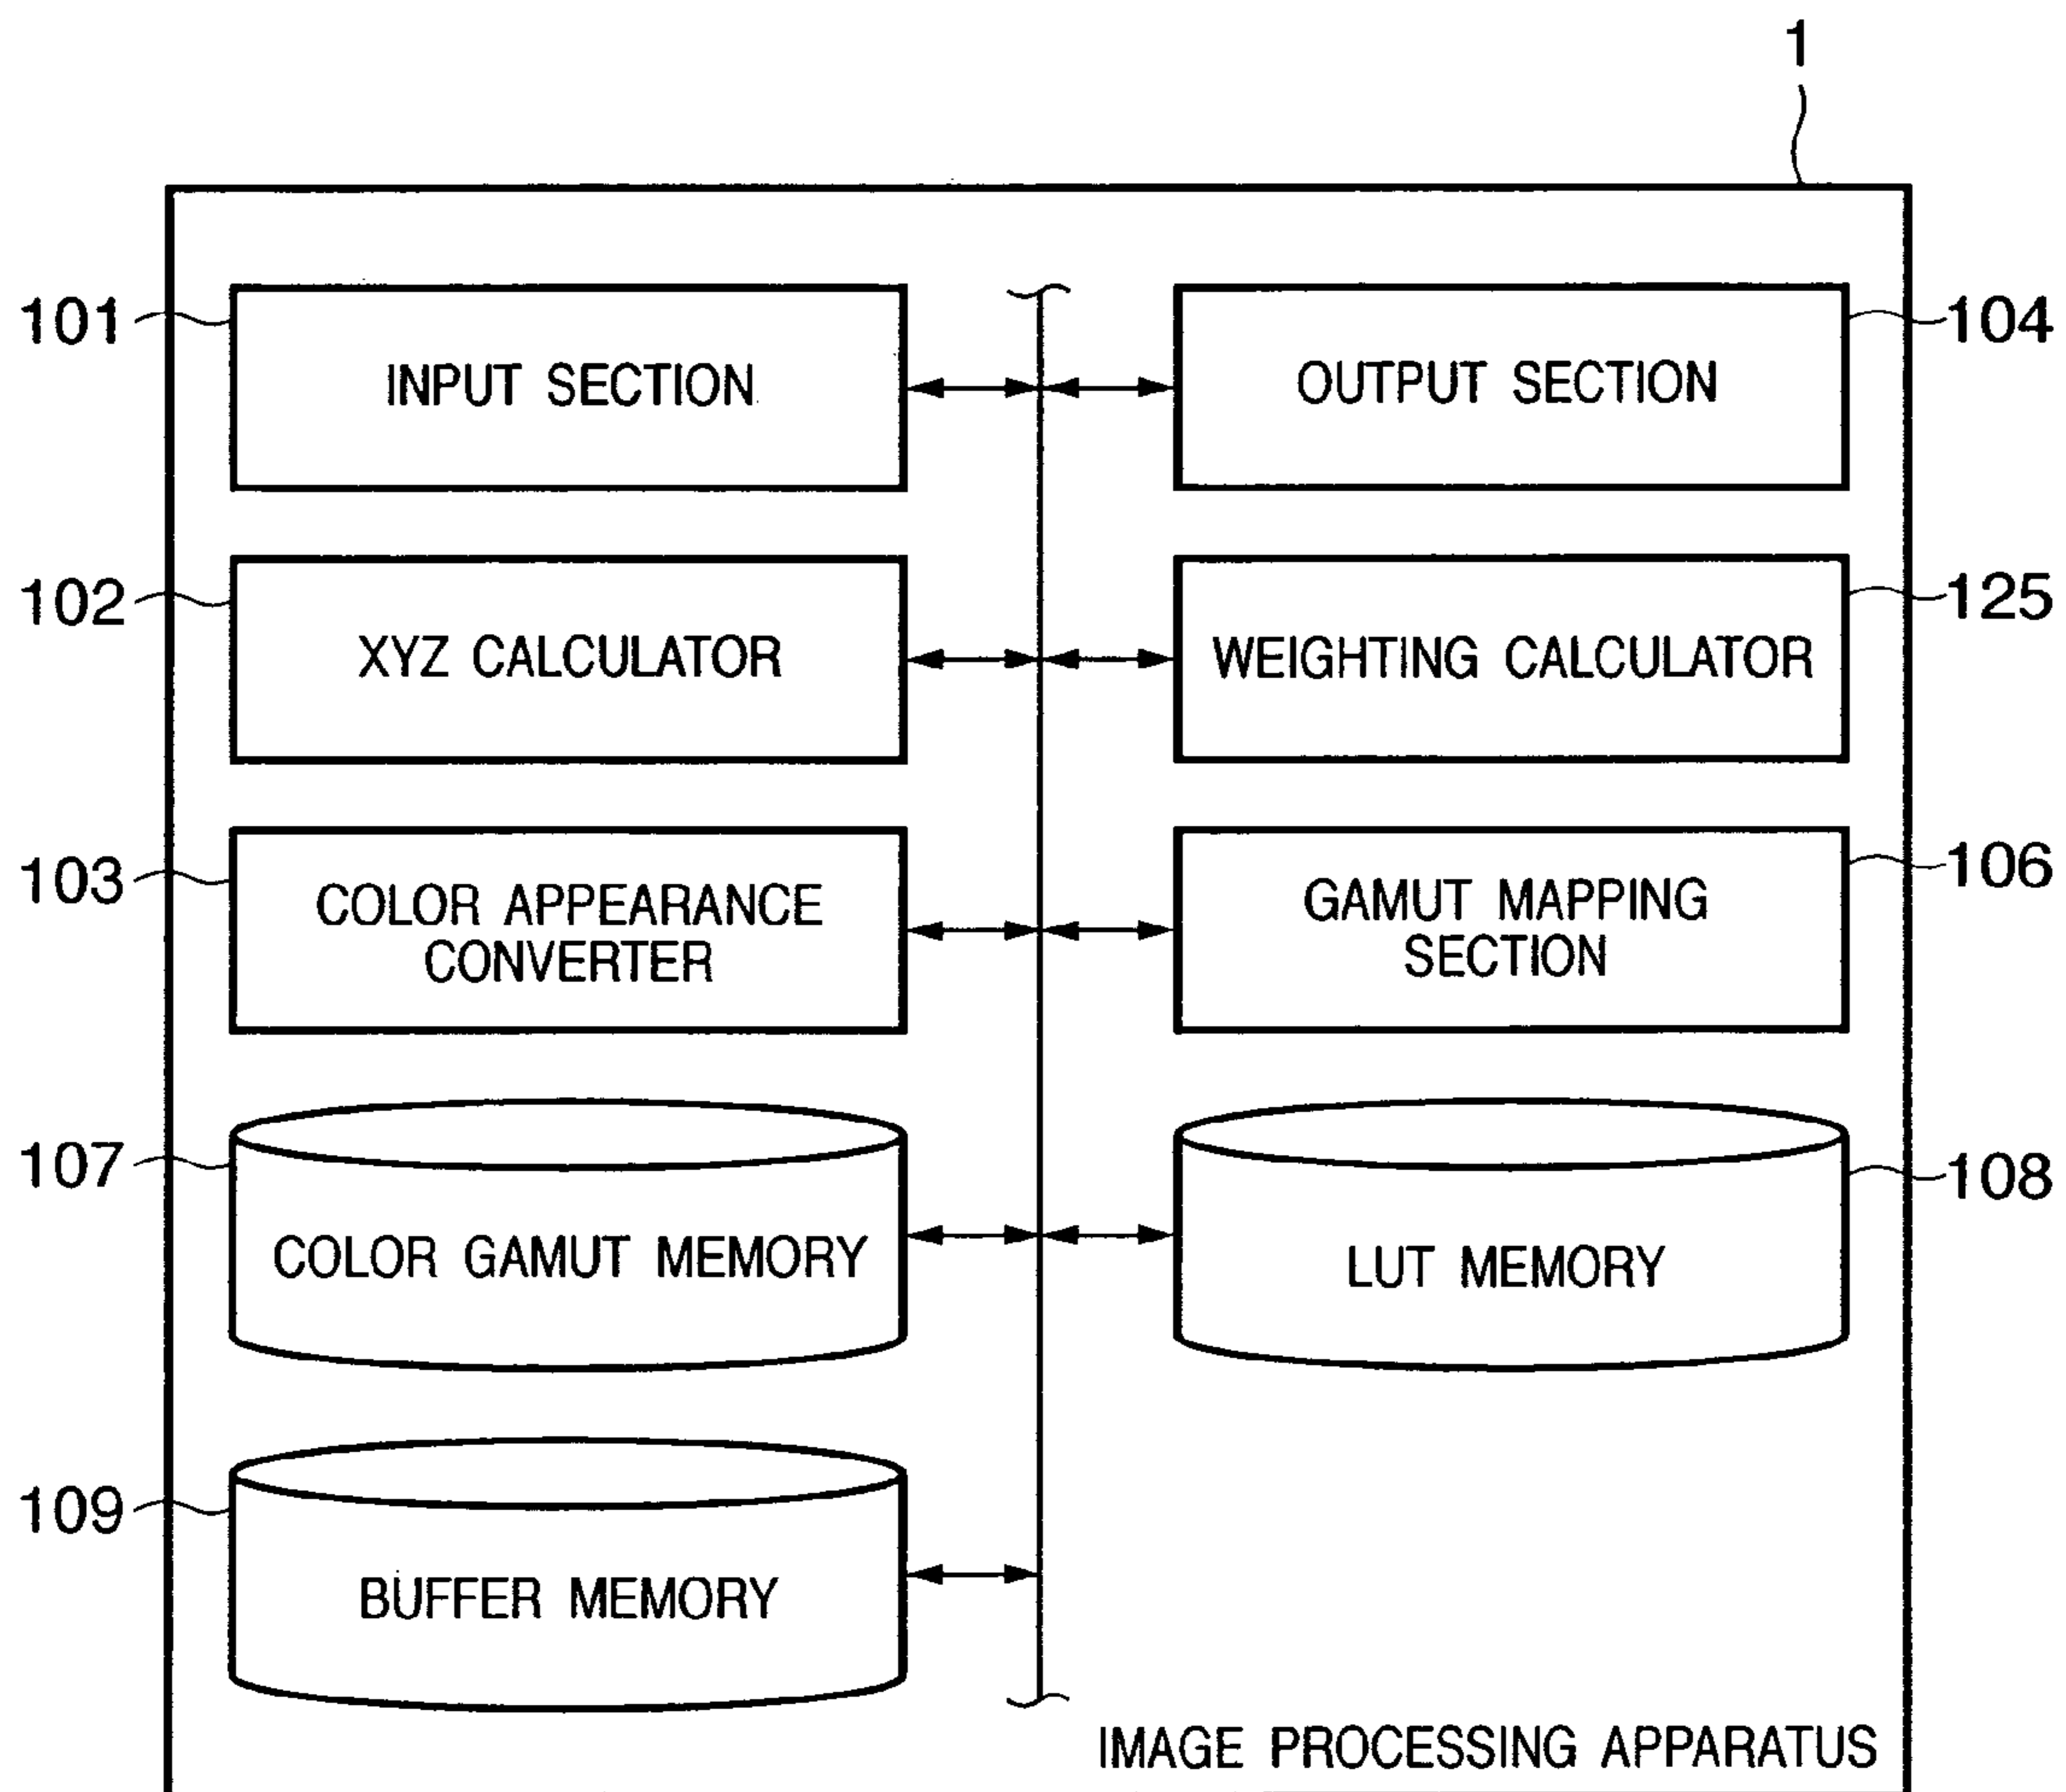 1
101
INPUT SECTION
104
OUTPUT SECTION
102
XYZ CALCULATOR
125
WEIGHTING CALCULATOR
103
COLOR APPEARANCE
CONVERTER
106
GAMUT MAPPING
SECTION
107
COLOR GAMUT MEMORY
108
LUT MEMORY
109
BUFFER MEMORY
IMAGE PROCESSING APPARATUS